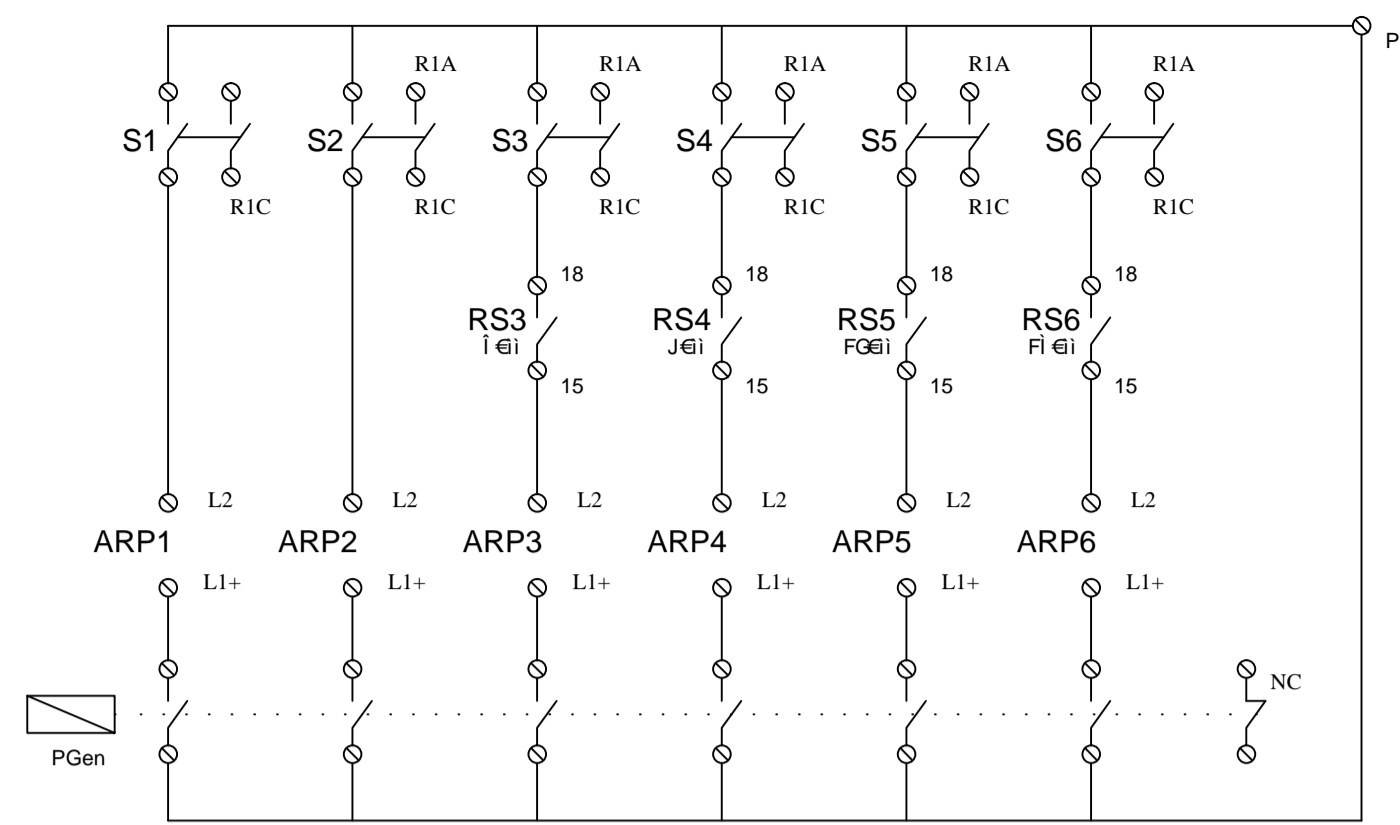 P
R1A R1A R1A R1A R1A
S1 S2 S3 S4 S5 S6
R1C R1C R1C R1C R1C R1C
18 18 18 18
RS3 RS4 RS5 RS6
15 15 15 15
L2 L2 L2 L2 L2 L2
ARP1 ARP2 ARP3 ARP4 ARP5 ARP6
L1+ L1+ L1+ L1+ L1+ L1+
NC
PGen